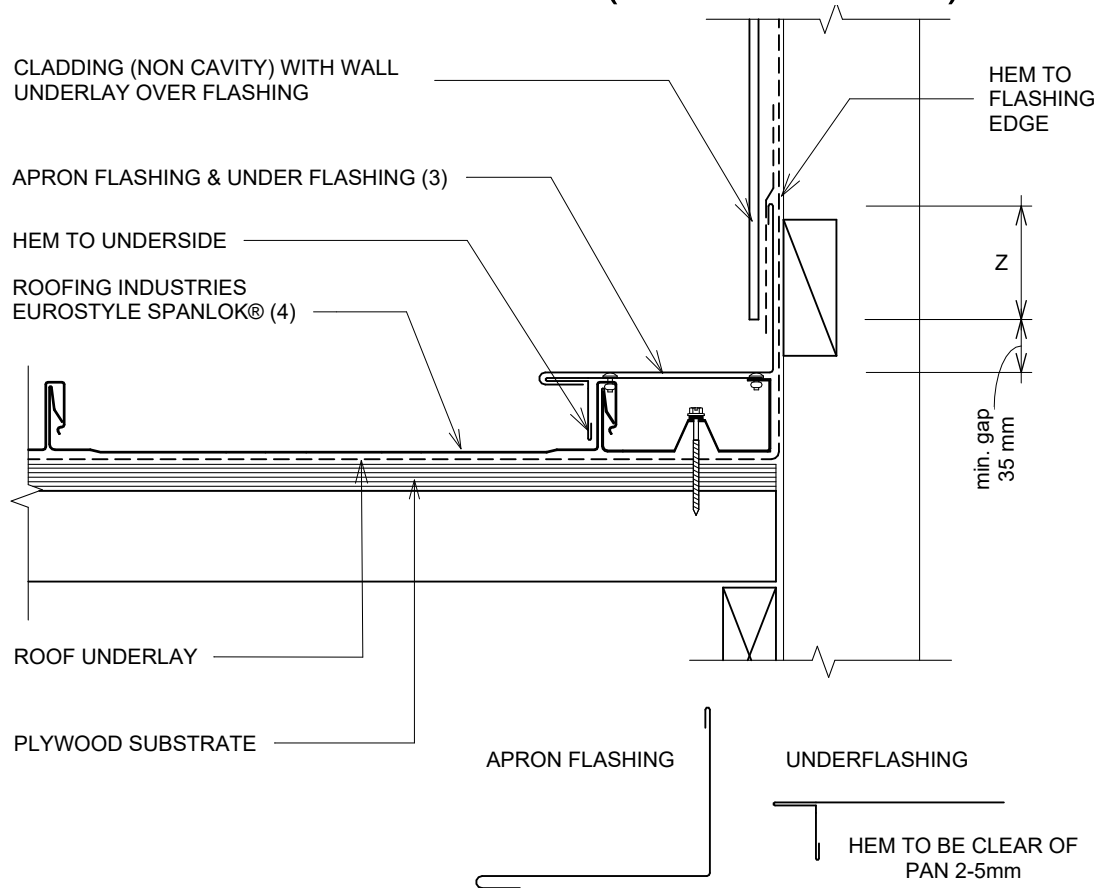 CLADDING (NON CAVITY) WITH WALL
UNDERLAY OVER FLASHING
HEM TO
FLASHING
EDGE
APRON FLASHING & UNDER FLASHING (3)
HEM TO UNDERSIDE
ROOFING INDUSTRIES
EUROSTYLE SPANLOK® (4)
Z
min. gap
35 mm
ROOF UNDERLAY
PLYWOOD SUBSTRATE
APRON FLASHING
UNDERFLASHING
HEM TO BE CLEAR OF
PAN 2-5mm